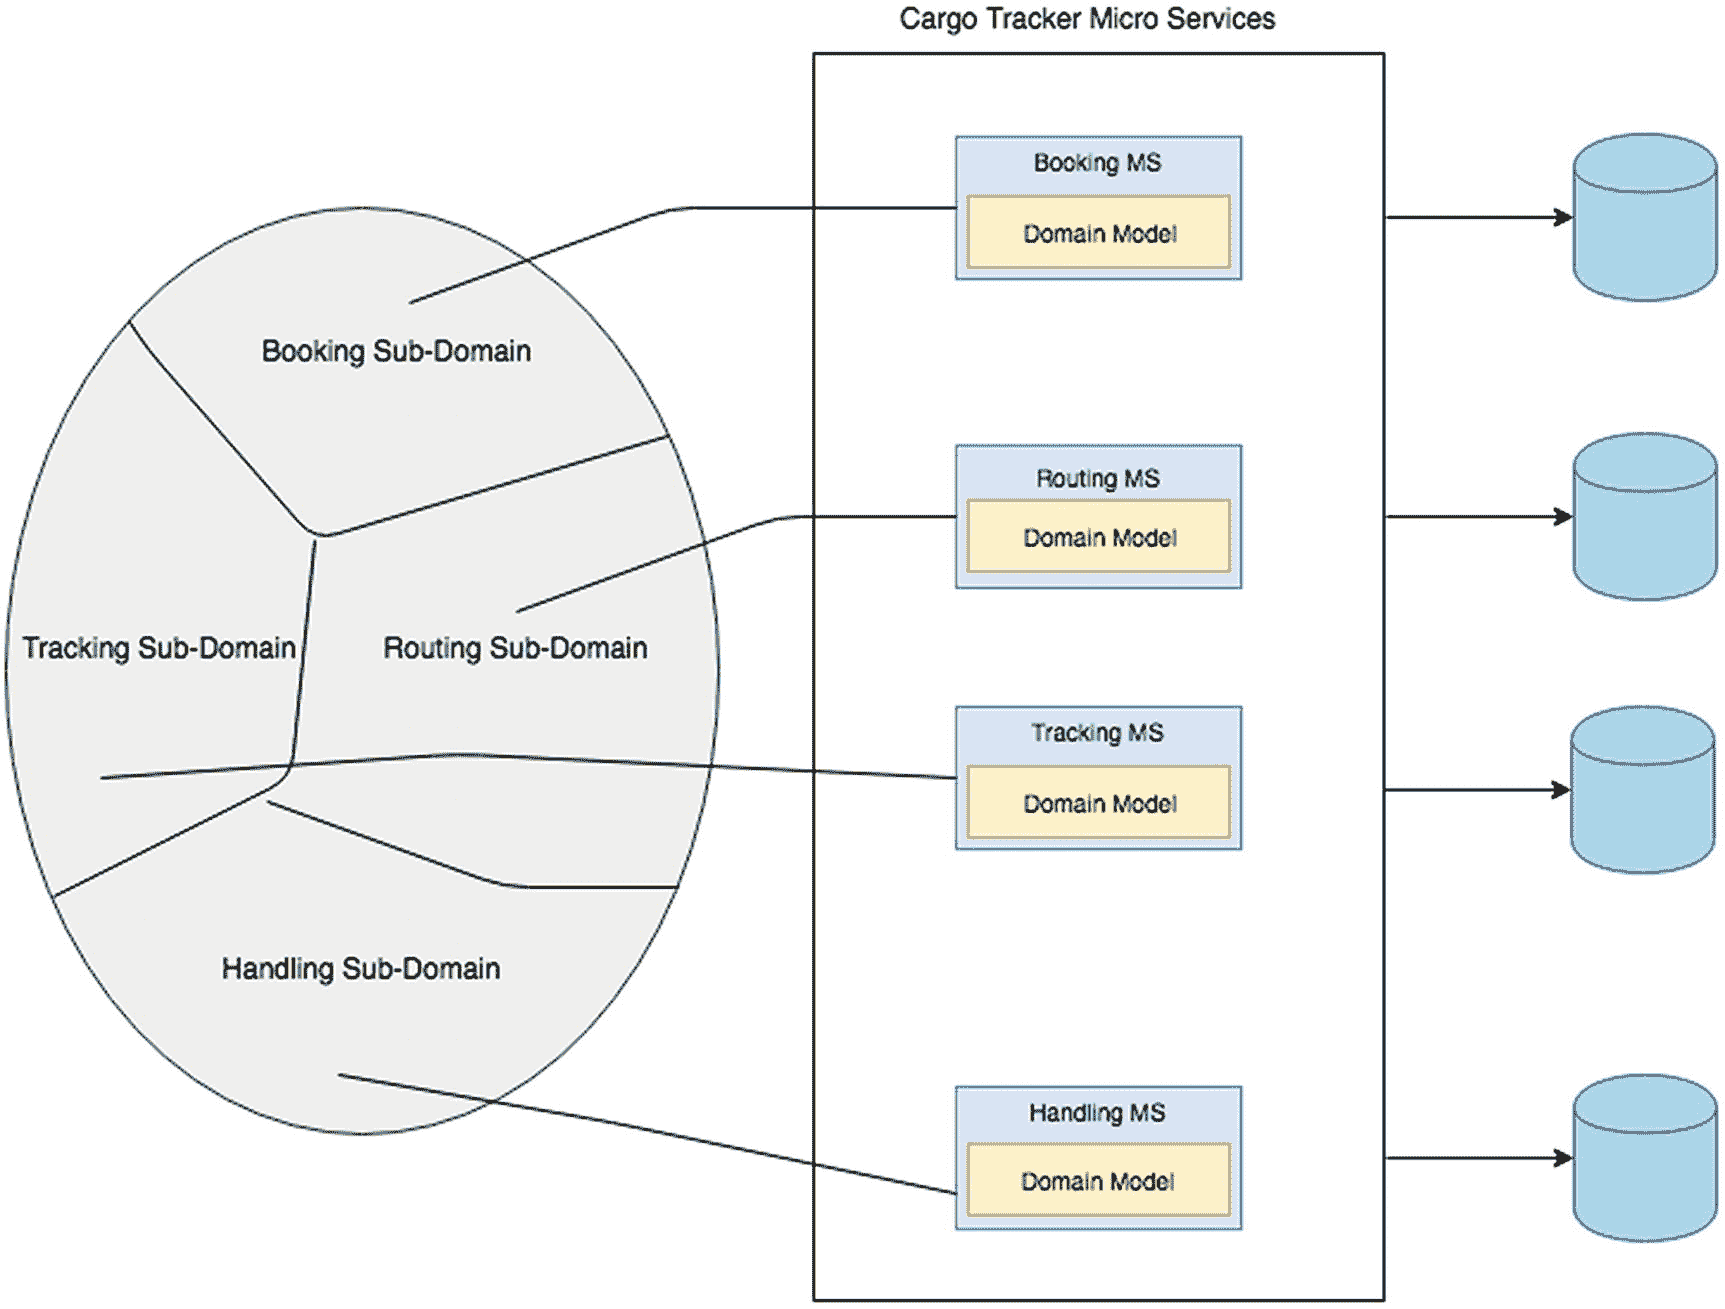 Cargo Tracker Micro Services
Booking MS
Domain Model
Booking Sub-Domain
Routing MS
Domain Model
Tracking Sub-Domain
Routing Sub-Domain
Tracking MS
Domain Model
Handling Sub-Domain
Handling MS
Domain Model